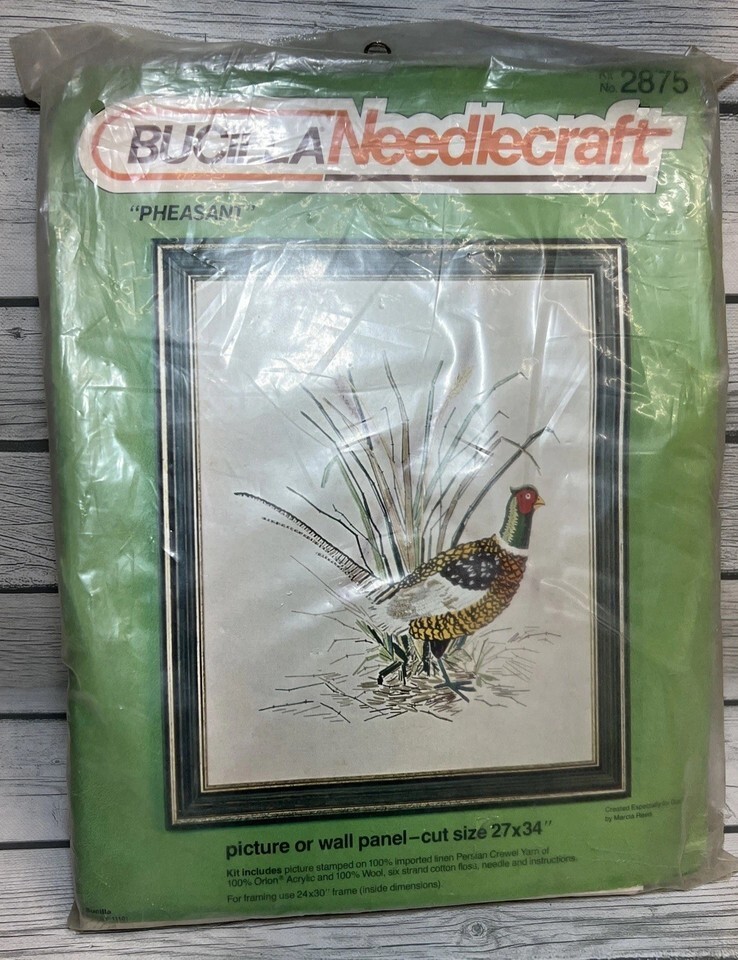 Kit
No. 2875
BUCILLA Needlecraft
"PHEASANT"
Created Especially for
by Marcia
picture or wall panel–cut size 27x34"
Kit includes picture stamped on 100% imported linen Persian Crewel Yarn of
100% Orlon® Acrylic and 100% Wool, six strand cotton floss, needle and instructions.
For framing use 24x30" frame (inside dimensions)
Bucilla